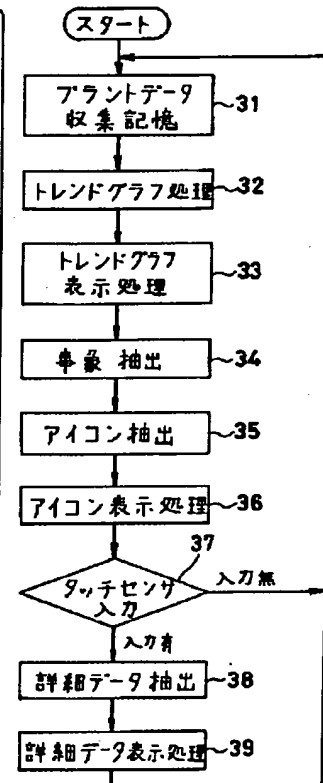 スタート
プラントデータ
収集記憶
31
トレンドグラフ処理
32
トレンドグラフ
表示処理
33
事象抽出
34
アイコン抽出
35
アイコン表示処理
36
37
タッチセンサ
入力
入力無
入力有
詳細データ抽出
38
詳細データ表示処理
39